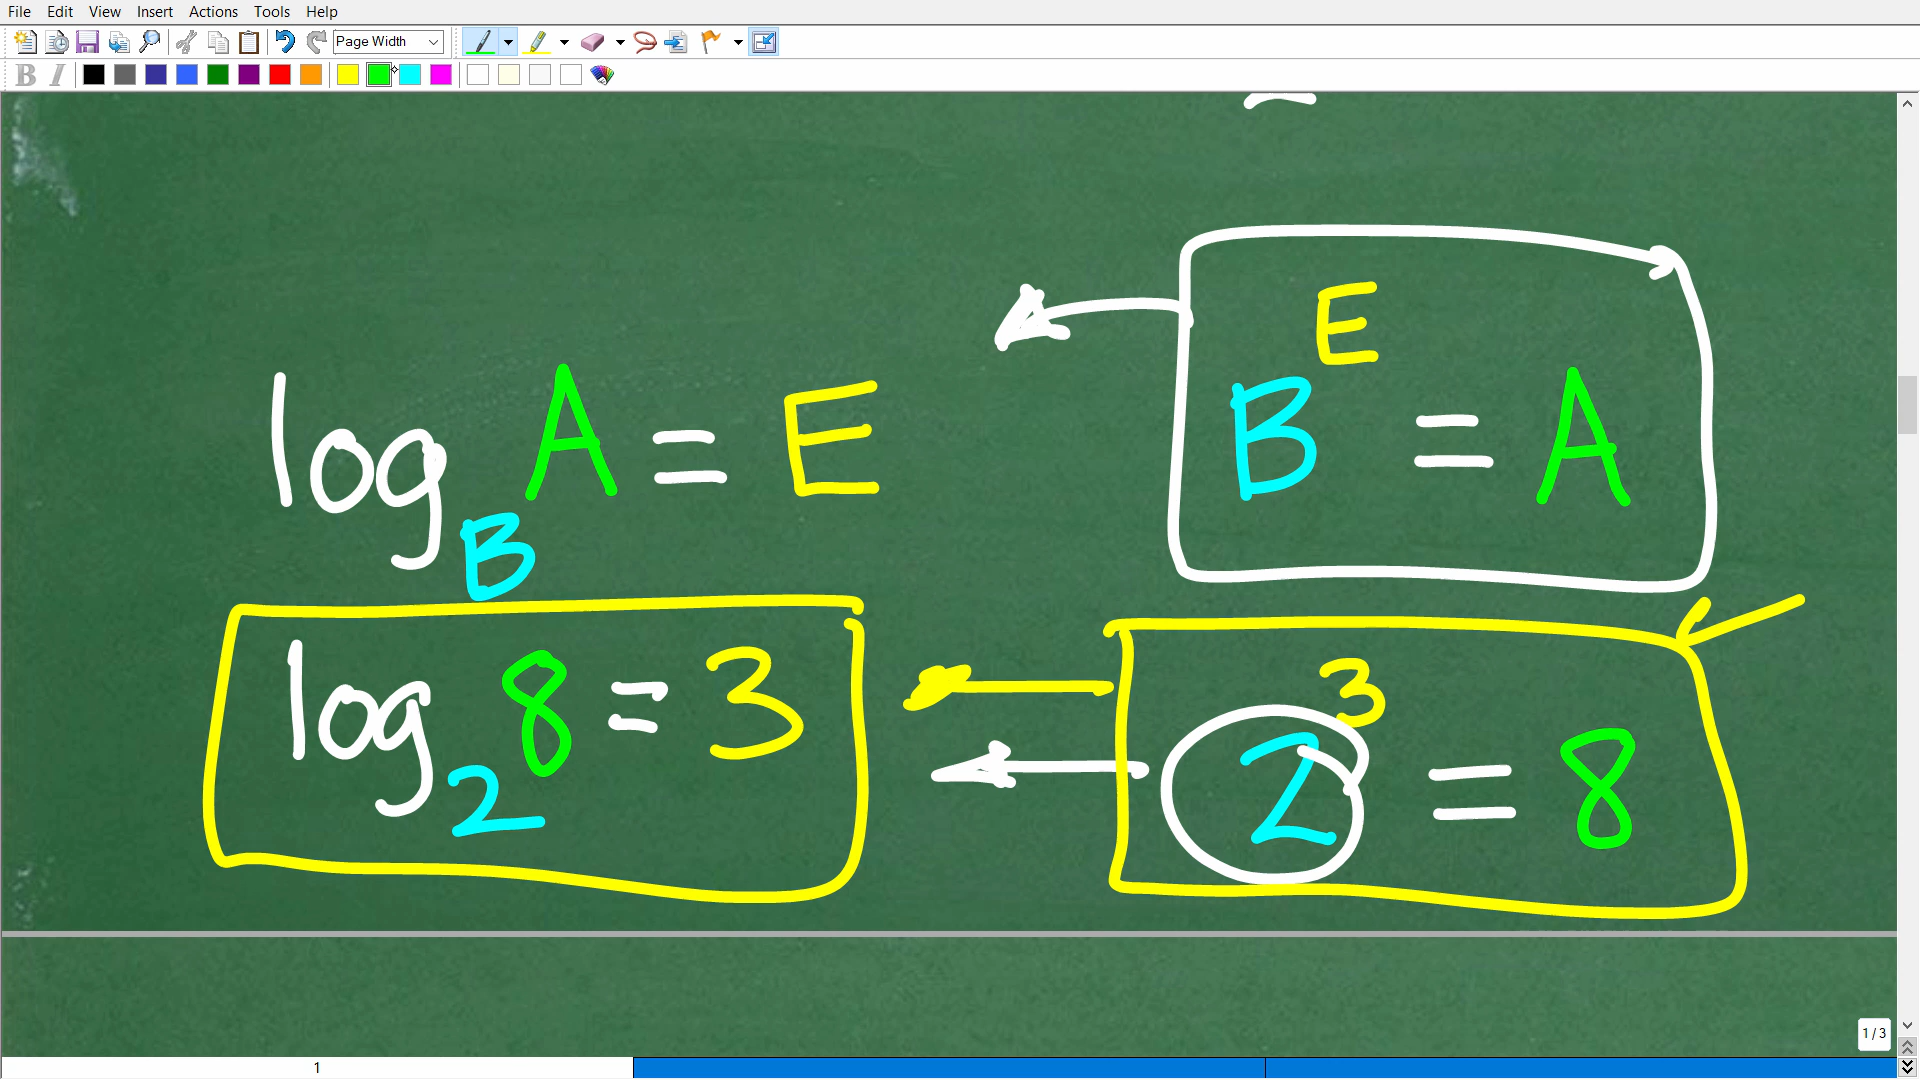 File Edit View Insert Actions Tools Help
Page Width
B I
log_B A = E
B^E = A
log_2 8 = 3
2^3 = 8
1 / 3
1